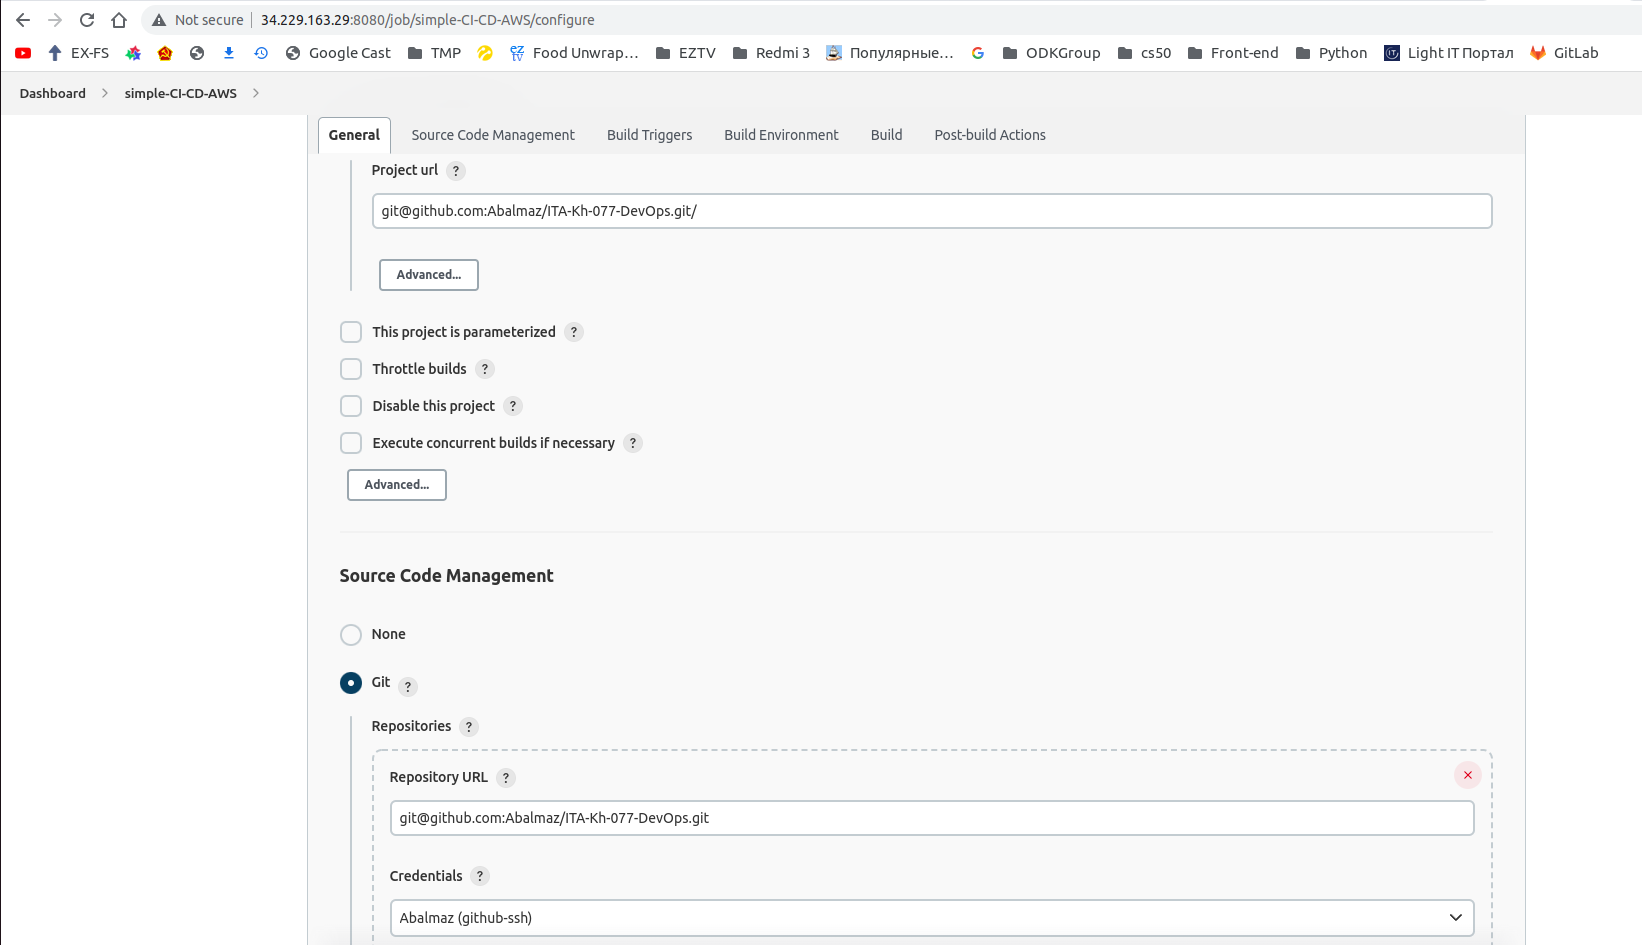 Not secure 34.229.163.29:8080/job/simple-CI-CD-AWS/configure
EX-FS Google Cast TMP Food Unwrap... EZTV Redmi 3 Популярные... ODKGroup cs50 Front-end Python Light IT Портал GitLab
Dashboard simple-CI-CD-AWS
General Source Code Management Build Triggers Build Environment Build Post-build Actions
Project url ?
git@github.com:Abalmaz/ITA-Kh-077-DevOps.git/
Advanced...
This project is parameterized ?
Throttle builds ?
Disable this project ?
Execute concurrent builds if necessary ?
Advanced...
Source Code Management
None
Git ?
Repositories ?
Repository URL ?
git@github.com:Abalmaz/ITA-Kh-077-DevOps.git
Credentials ?
Abalmaz (github-ssh)